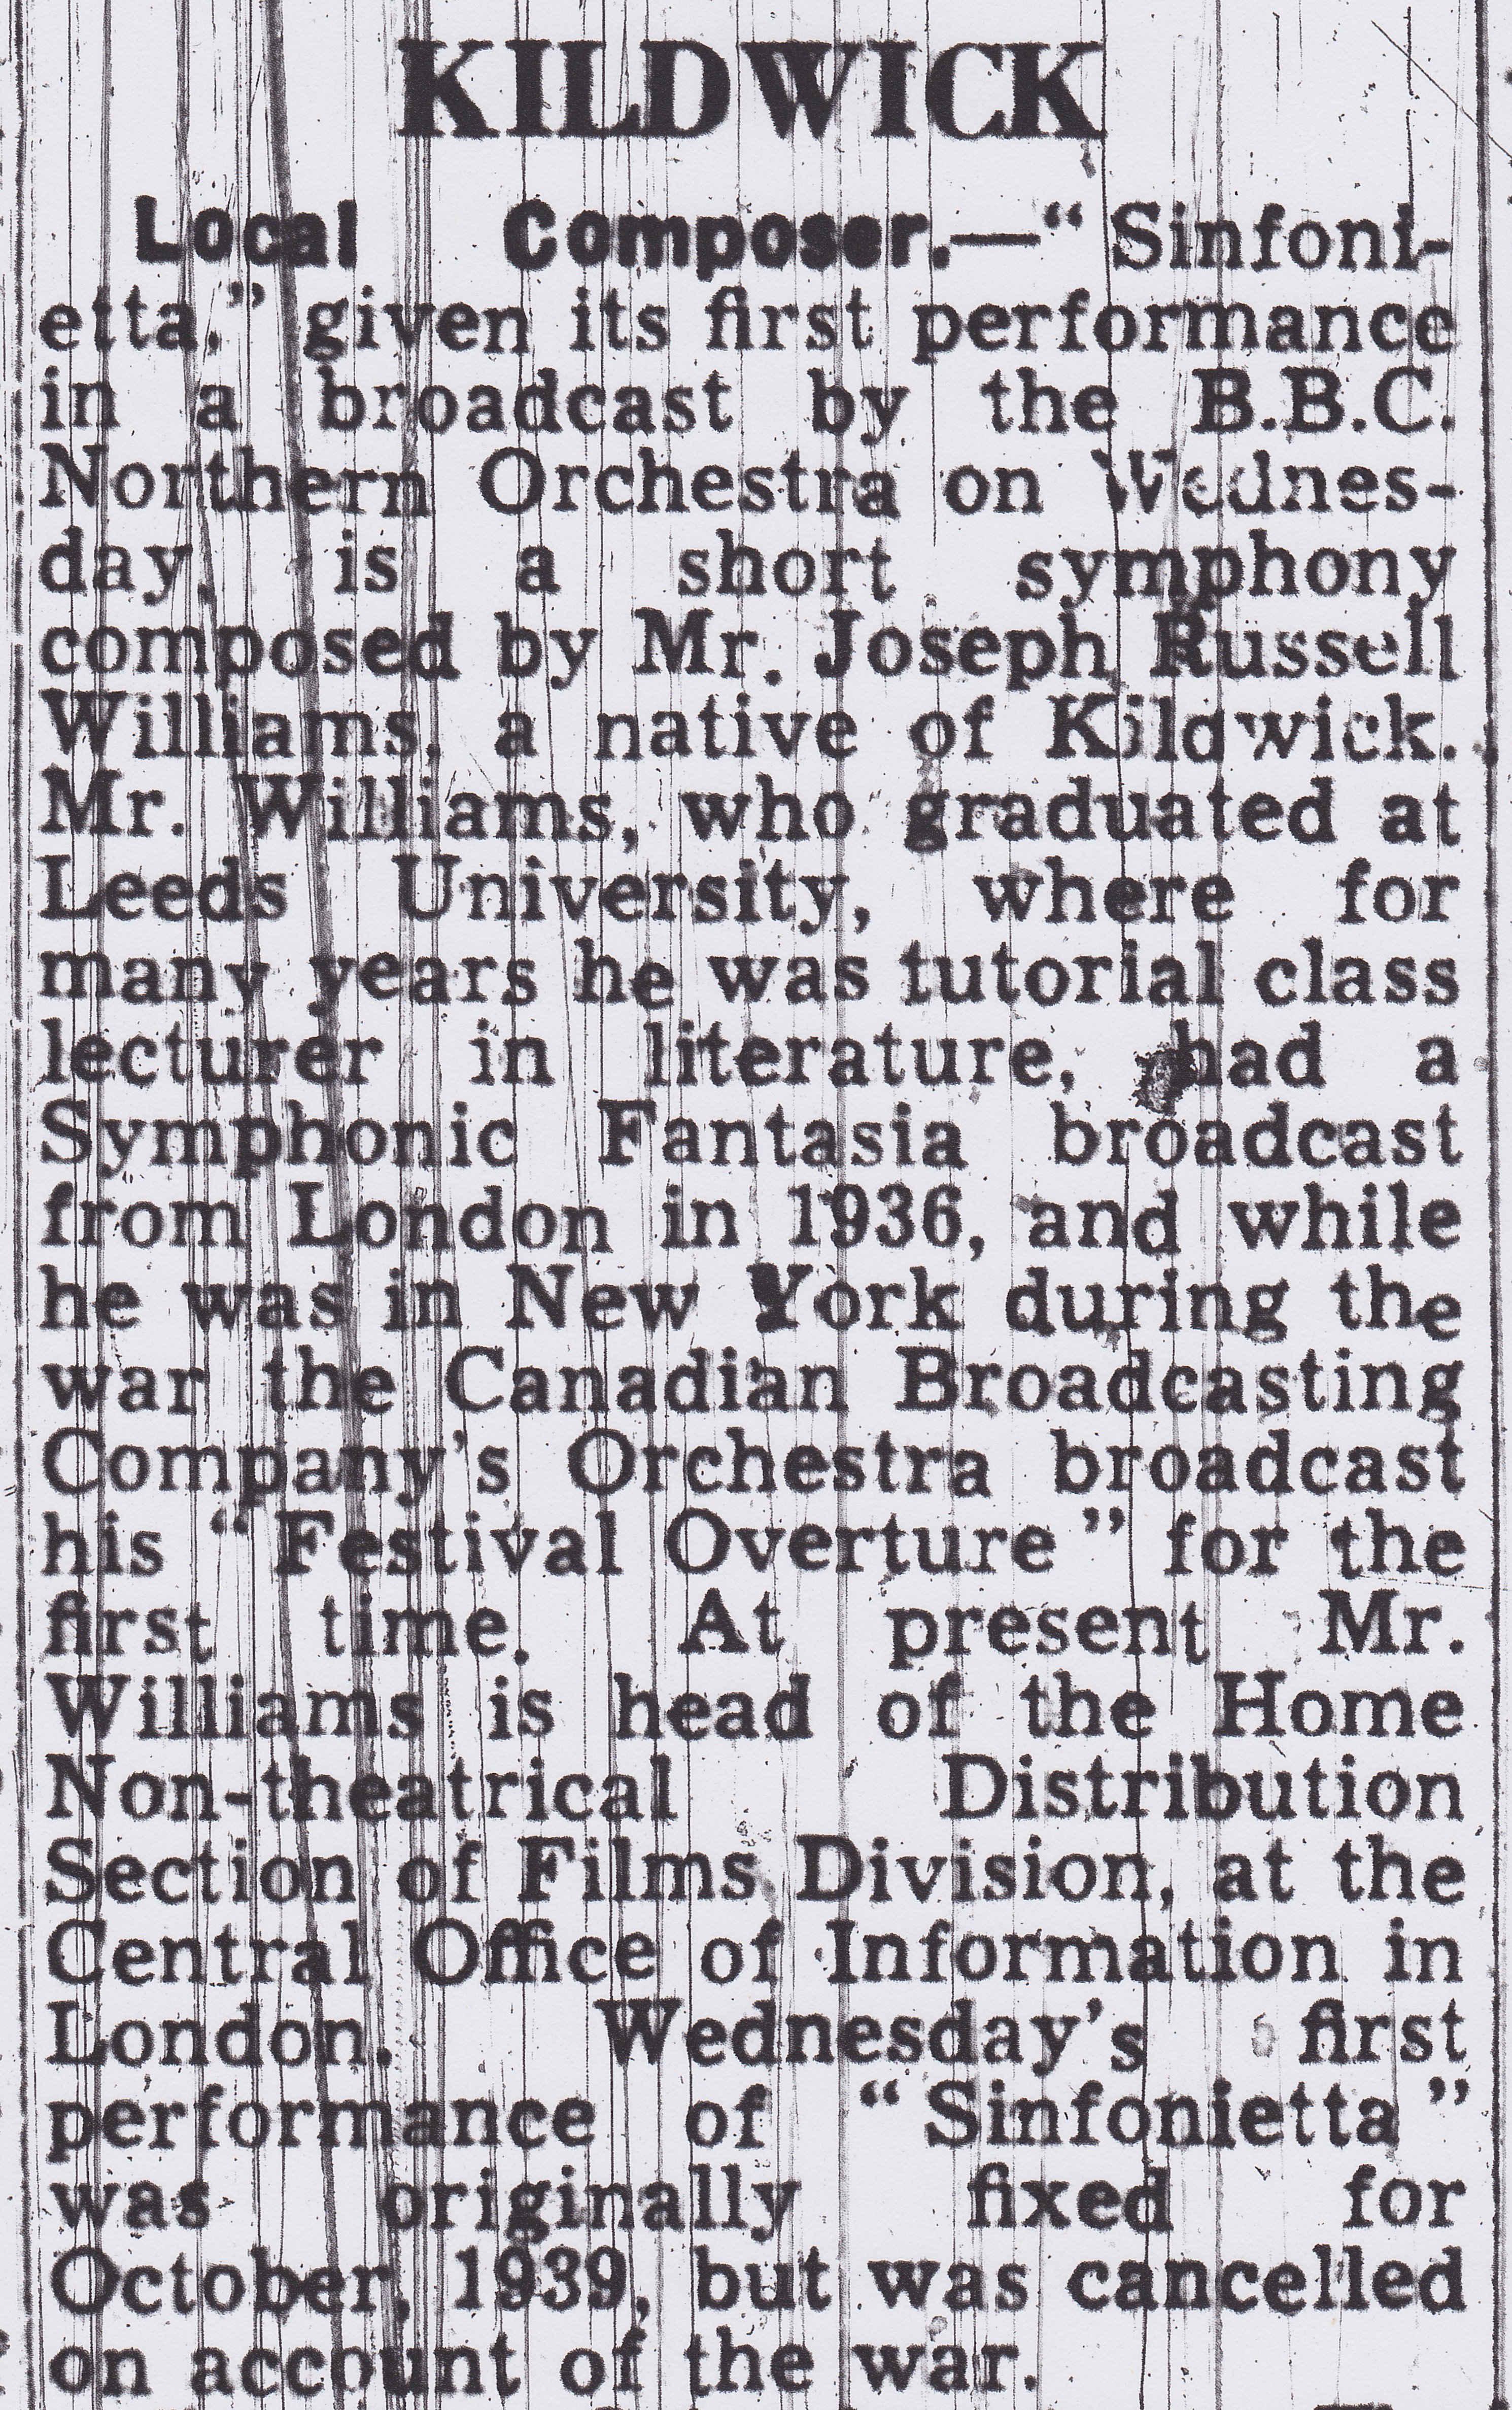 KILDWICK
Local Composer.—“ Sinfoni-
etta,” given its first performance
in a broadcast by the B.B.C.
Northern Orchestra on Wednes-
day, is a short symphony
composed by Mr. Joseph Russell
Williams, a native of Kildwick.
Mr. Williams, who graduated at
Leeds University, where for
many years he was tutorial class
lecturer in literature, had a
Symphonic Fantasia broadcast
from London in 1936, and while
he was in New York during the
war the Canadian Broadcasting
Company’s Orchestra broadcast
his “ Festival Overture ” for the
first time. At present Mr.
Williams is head of the Home
Non-theatrical Distribution
Section of Films Division, at the
Central Office of Information in
London. Wednesday’s first
performance of “ Sinfonietta ”
was originally fixed for
October, 1939, but was cancelled
on account of the war.